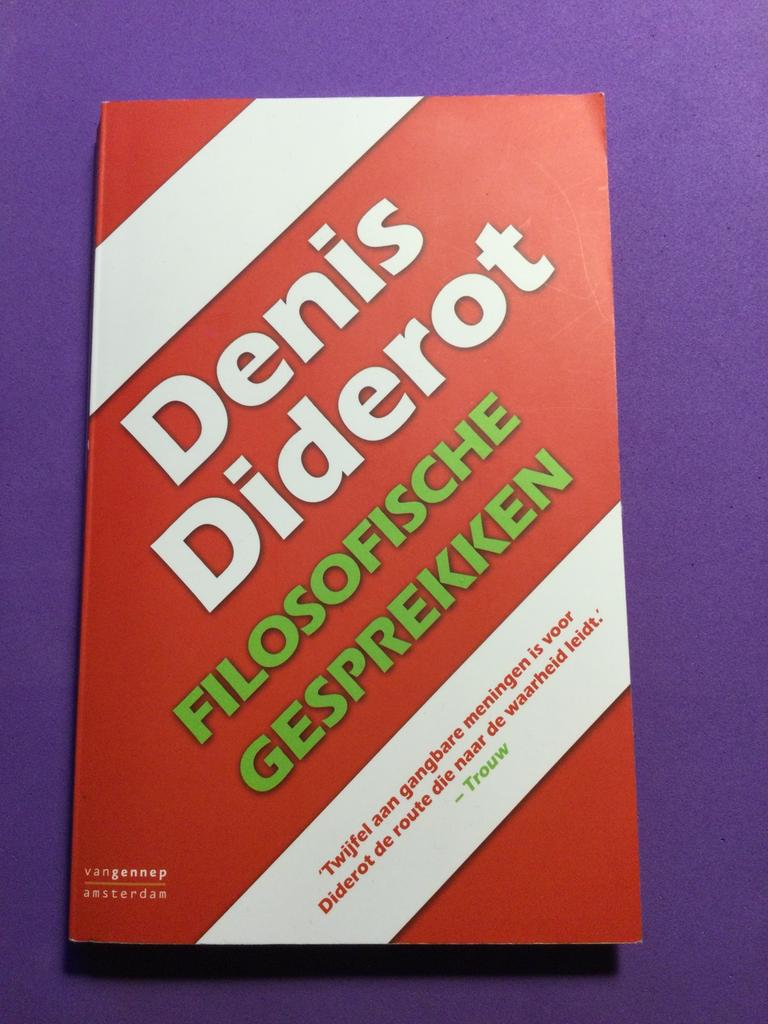 Denis
Diderot
FILOSOFISCHE
GESPREKKEN
'Twijfel aan gangbare meningen is voor
Diderot de route die naar de waarheid leidt.'
– Trouw
vangennep
amsterdam